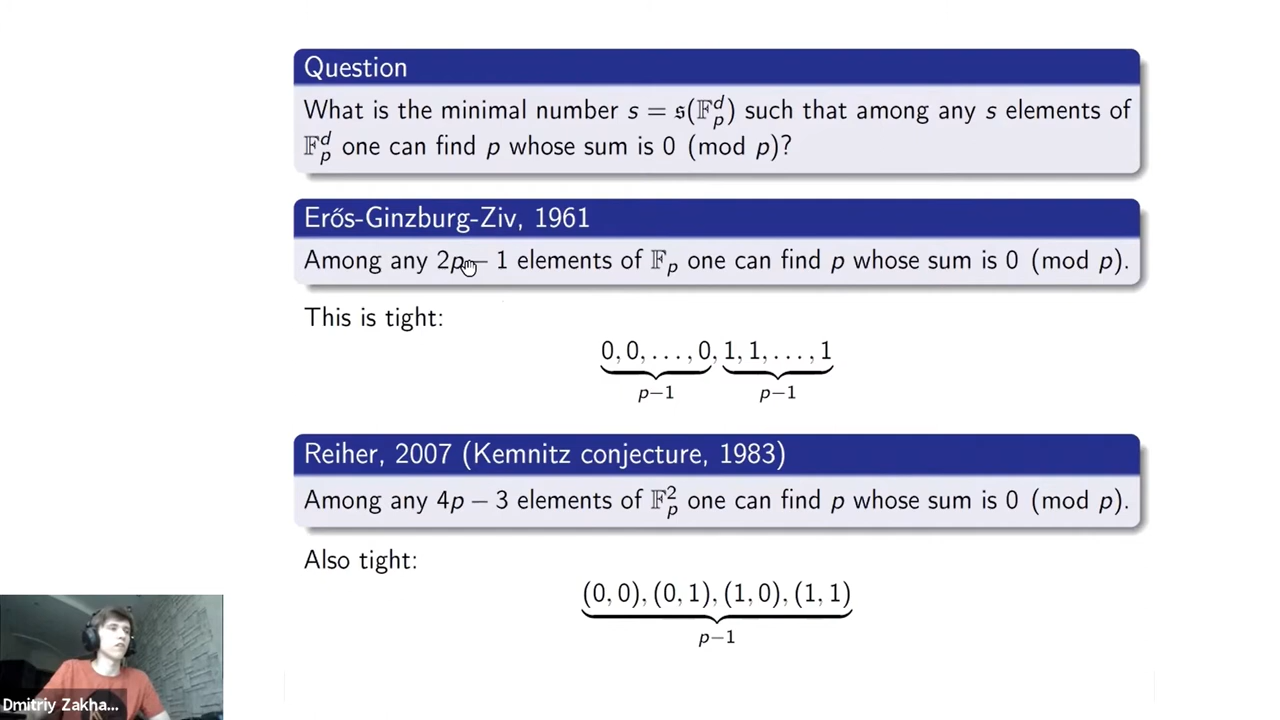 Question
What is the minimal number s = 𝔰(𝔽_p^d) such that among any s elements of
𝔽_p^d one can find p whose sum is 0 (mod p)?
Erős-Ginzburg-Ziv, 1961
Among any 2p − 1 elements of 𝔽_p one can find p whose sum is 0 (mod p).
This is tight:
0, 0, . . . , 0, 1, 1, . . . , 1
p−1 p−1
Reiher, 2007 (Kemnitz conjecture, 1983)
Among any 4p − 3 elements of 𝔽_p^2 one can find p whose sum is 0 (mod p).
Also tight:
(0, 0), (0, 1), (1, 0), (1, 1)
p−1
Dmitriy Zakha...